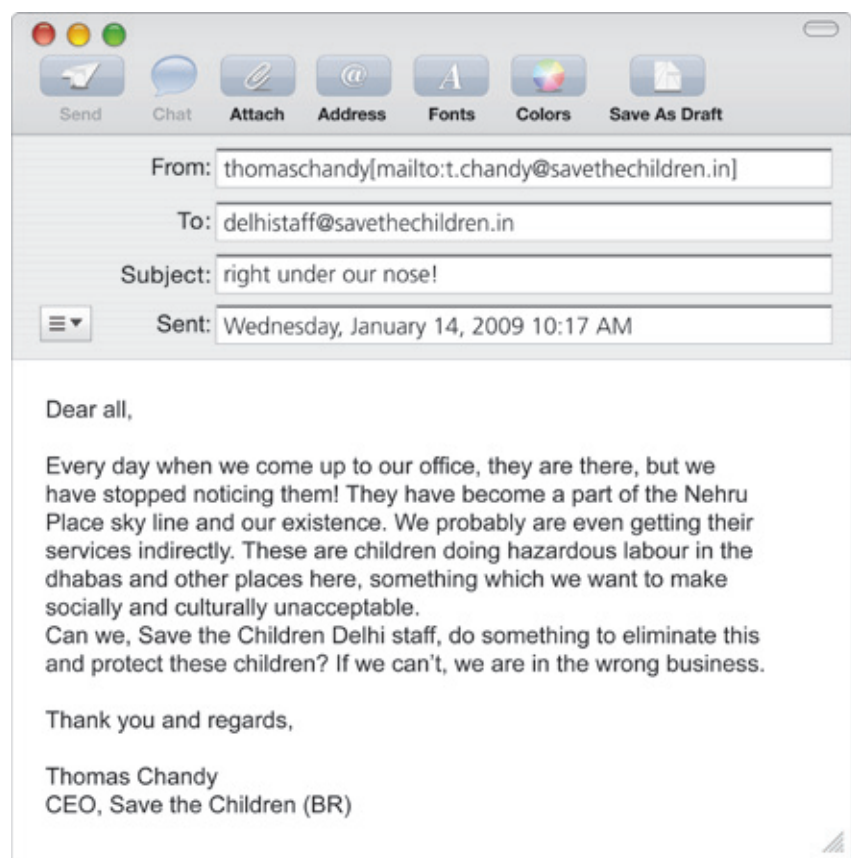 Send Chat Attach Address Fonts Colors Save As Draft
From: thomaschandy[mailto:t.chandy@savethechildren.in]
To: delhistaff@savethechildren.in
Subject: right under our nose!
Sent: Wednesday, January 14, 2009 10:17 AM
Dear all,
Every day when we come up to our office, they are there, but we
have stopped noticing them! They have become a part of the Nehru
Place sky line and our existence. We probably are even getting their
services indirectly. These are children doing hazardous labour in the
dhabas and other places here, something which we want to make
socially and culturally unacceptable.
Can we, Save the Children Delhi staff, do something to eliminate this
and protect these children? If we can't, we are in the wrong business.
Thank you and regards,
Thomas Chandy
CEO, Save the Children (BR)